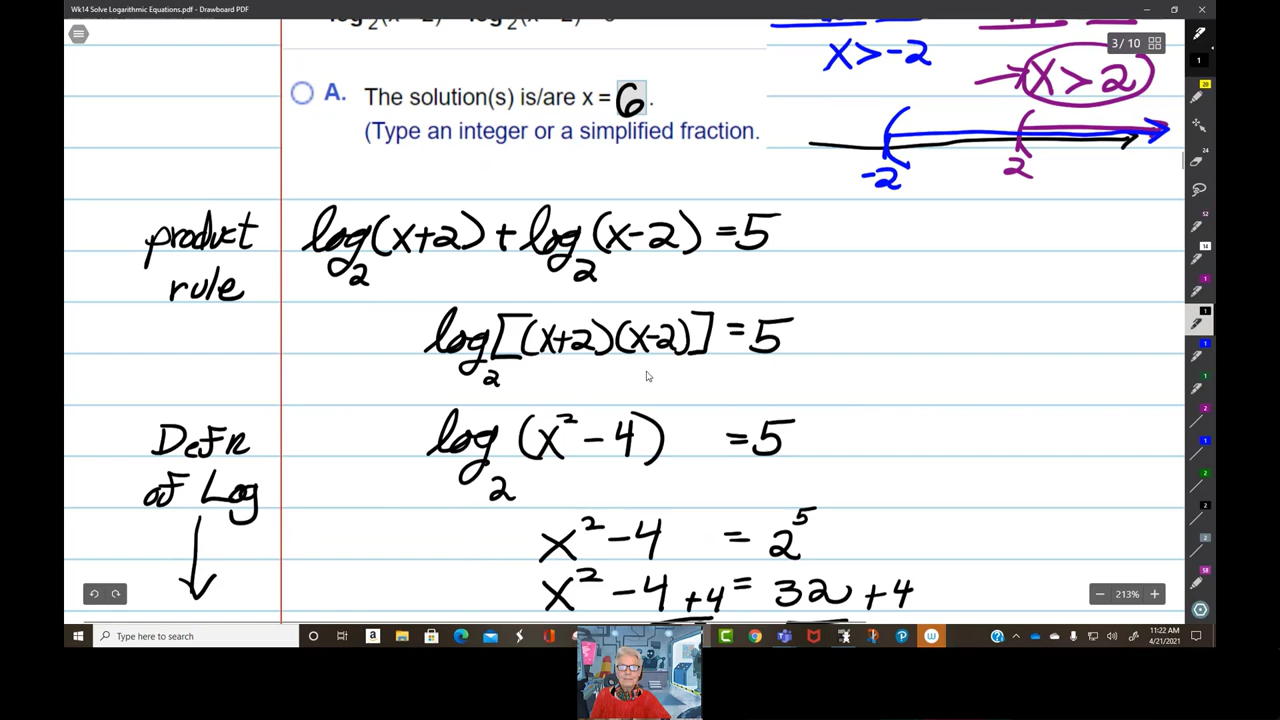 Wk14 Solve Logarithmic Equations.pdf - Drawboard PDF
3 / 10
x > -2
→ x > 2
A. The solution(s) is/are x = 6.
(Type an integer or a simplified fraction.
-2
2
product
rule
log₂(x+2) + log₂(x-2) = 5
log₂[(x+2)(x-2)] = 5
Defn
of Log
log₂(x² - 4) = 5
x² - 4 = 2⁵
x² - 4 + 4 = 32 + 4
213%
Type here to search
11:22 AM
4/21/2021